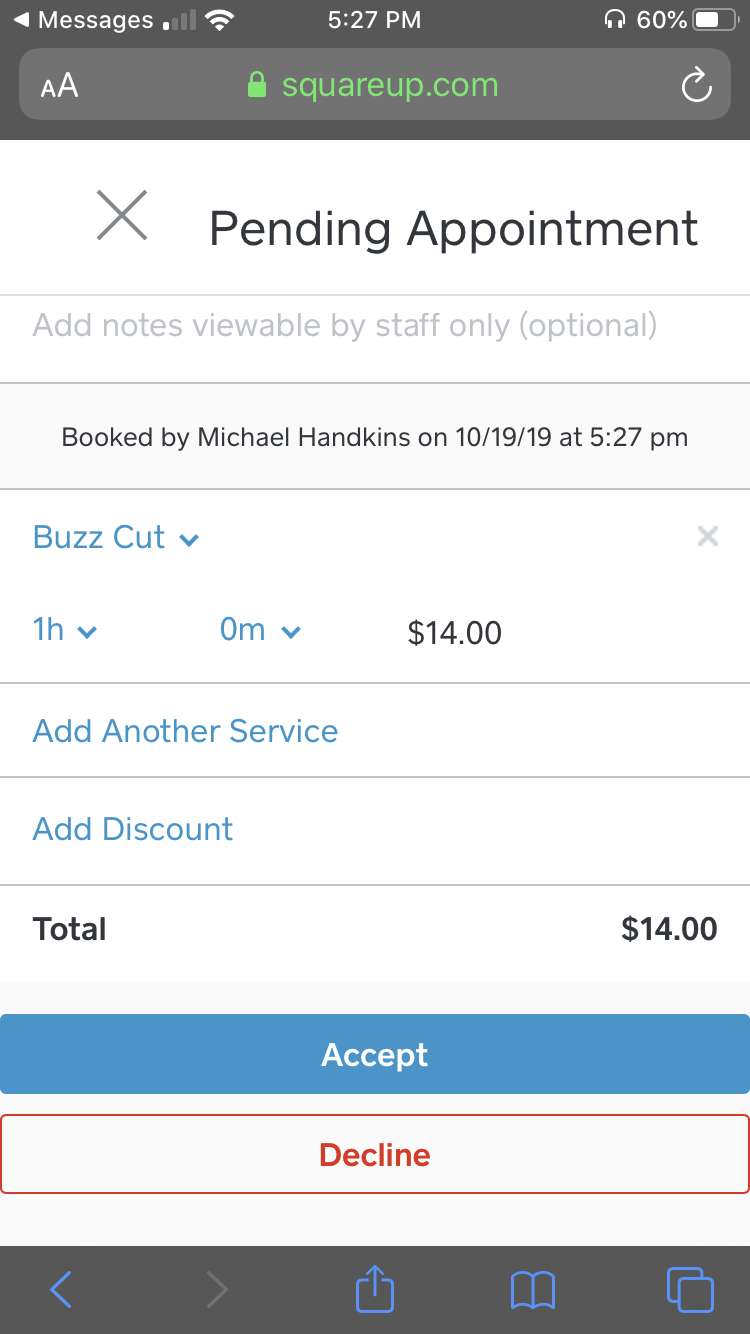 Messages 5:27 PM 60%
AA squareup.com
Pending Appointment
Add notes viewable by staff only (optional)
Booked by Michael Handkins on 10/19/19 at 5:27 pm
Buzz Cut
1h 0m $14.00
Add Another Service
Add Discount
Total $14.00
Accept
Decline